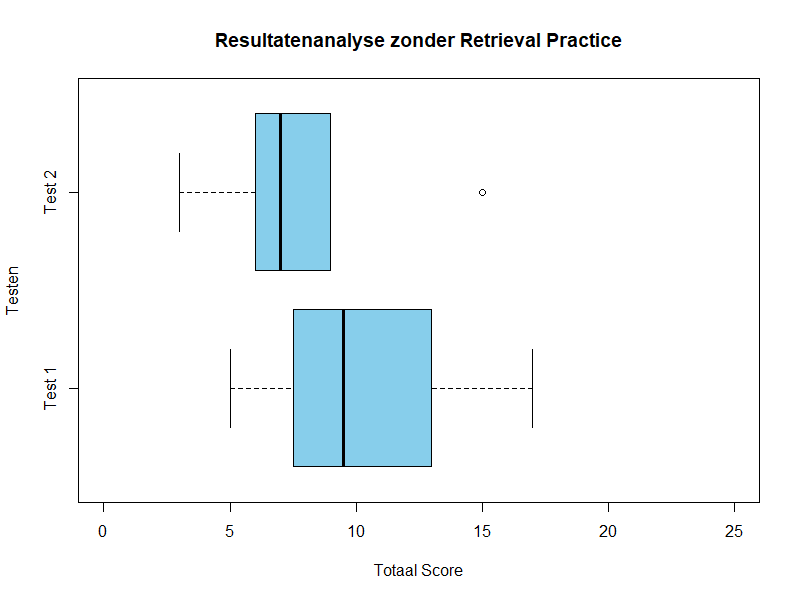 Resultatenanalyse zonder Retrieval Practice
Test 2
Test 1
Testen
0 5 10 15 20 25
Totaal Score